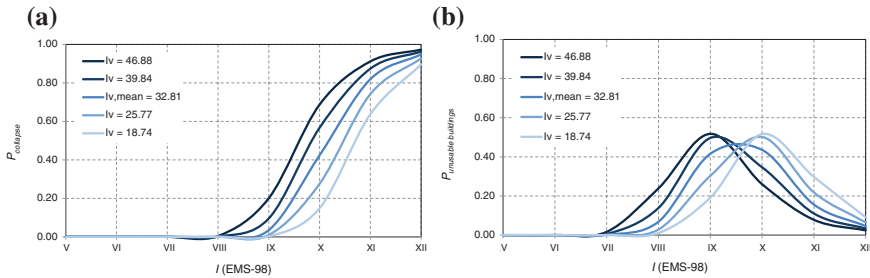 (a)
1.00
0.80
0.60
0.40
0.20
0.00
P collapse
Iv = 46.88
Iv = 39.84
Iv,mean = 32.81
Iv = 25.77
Iv = 18.74
V VI VII VIII IX X XI XII
I (EMS-98)
(b)
1.00
0.80
0.60
0.40
0.20
0.00
P unusable buildings
Iv = 46.88
Iv = 39.84
Iv,mean = 32.81
Iv = 25.77
Iv = 18.74
V VI VII VIII IX X XI XII
I (EMS-98)